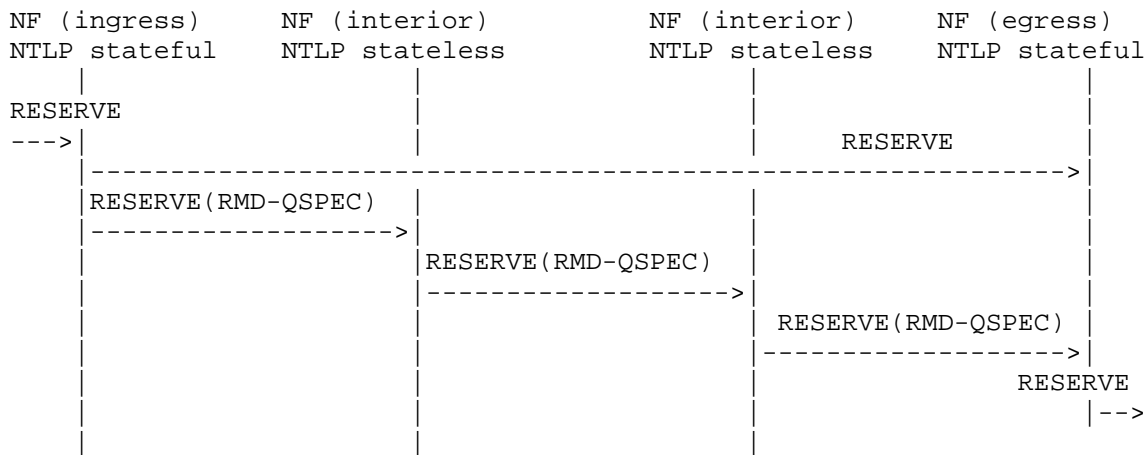 NF (ingress) NF (interior) NF (interior) NF (egress)
NTLP stateful NTLP stateless NTLP stateless NTLP stateful
RESERVE
RESERVE
RESERVE(RMD-QSPEC)
RESERVE(RMD-QSPEC)
RESERVE(RMD-QSPEC)
RESERVE